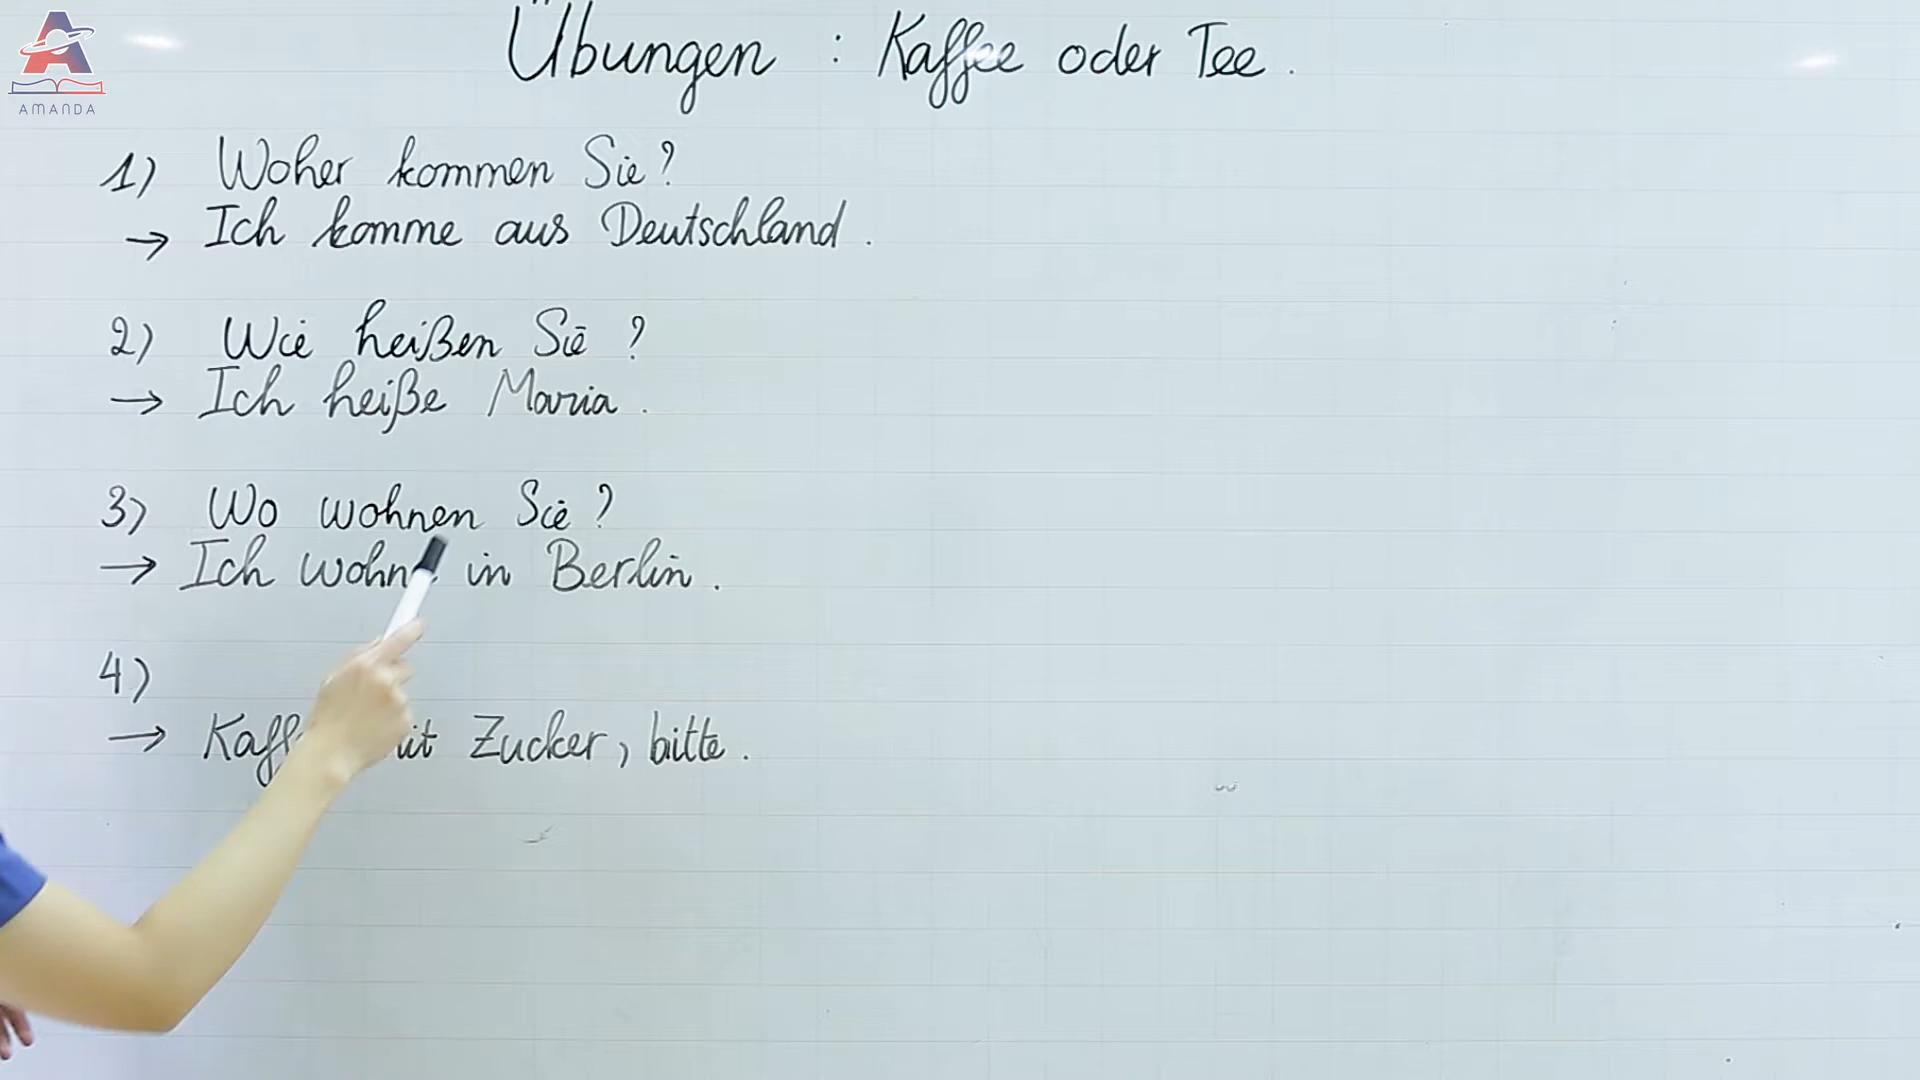 AMANDA
Übungen : Kaffee oder Tee .
1) Woher kommen Sie?
→ Ich komme aus Deutschland .
2) Wie heißen Sie ?
→ Ich heiße Maria .
3) Wo wohnen Sie ?
→ Ich wohne in Berlin .
4)
→ Zucker, bitte .